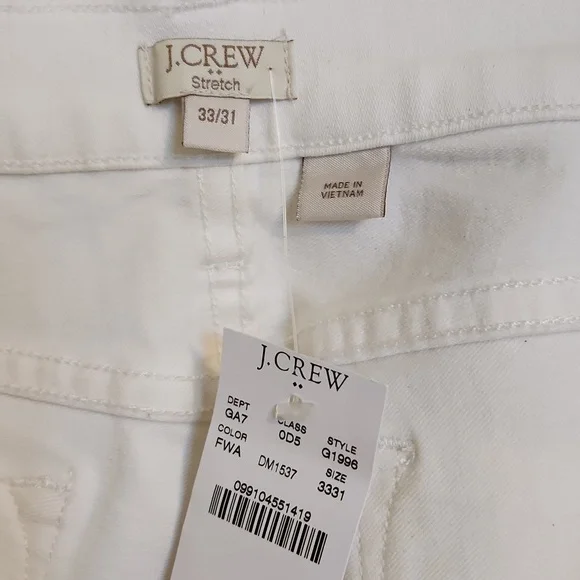 J.CREW
Stretch
33/31
MADE IN
VIETNAM
J.CREW
DEPT CLASS STYLE
GA7 0D5 G1996
COLOR SIZE
FWA DM1537 3331
099104551419
J.CREW